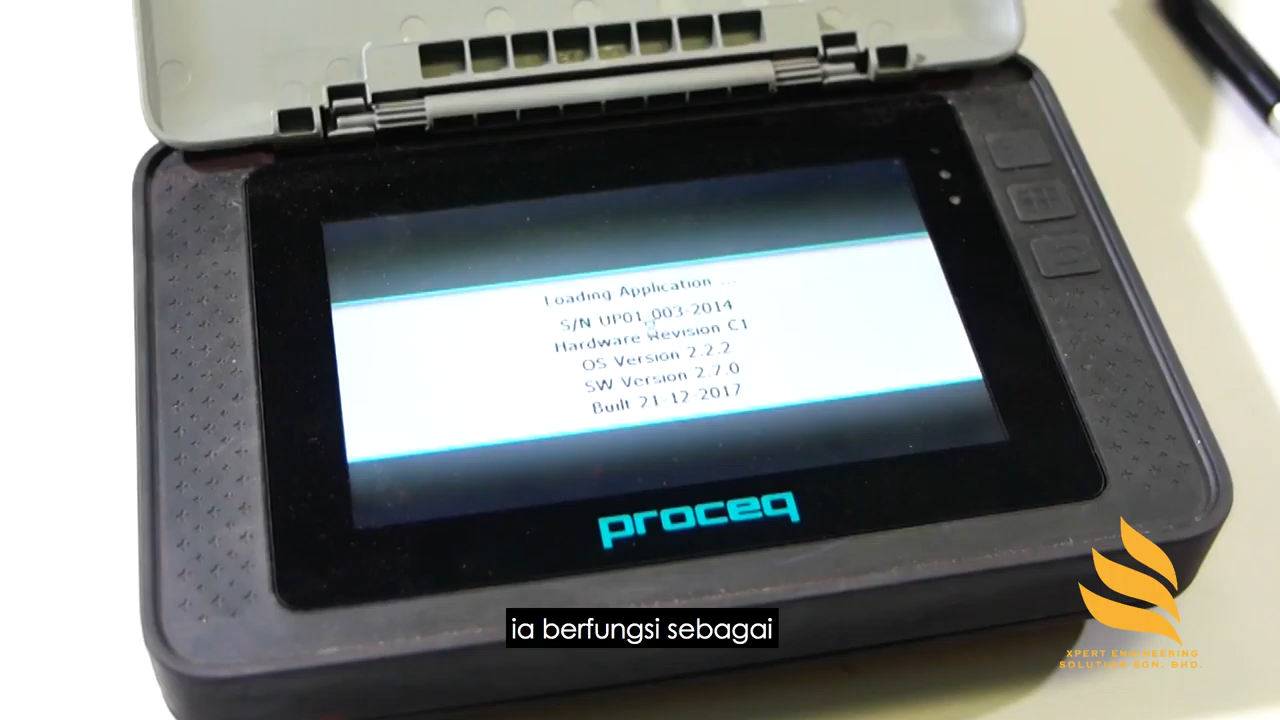 Loading Application ...
S/N UP01-003-2014
Hardware Revision C1
OS Version 2.2.2
SW Version 2.7.0
Built 21-12-2017
proceq
ia berfungsi sebagai
XPERT ENGINEERING
SOLUTION SDN. BHD.